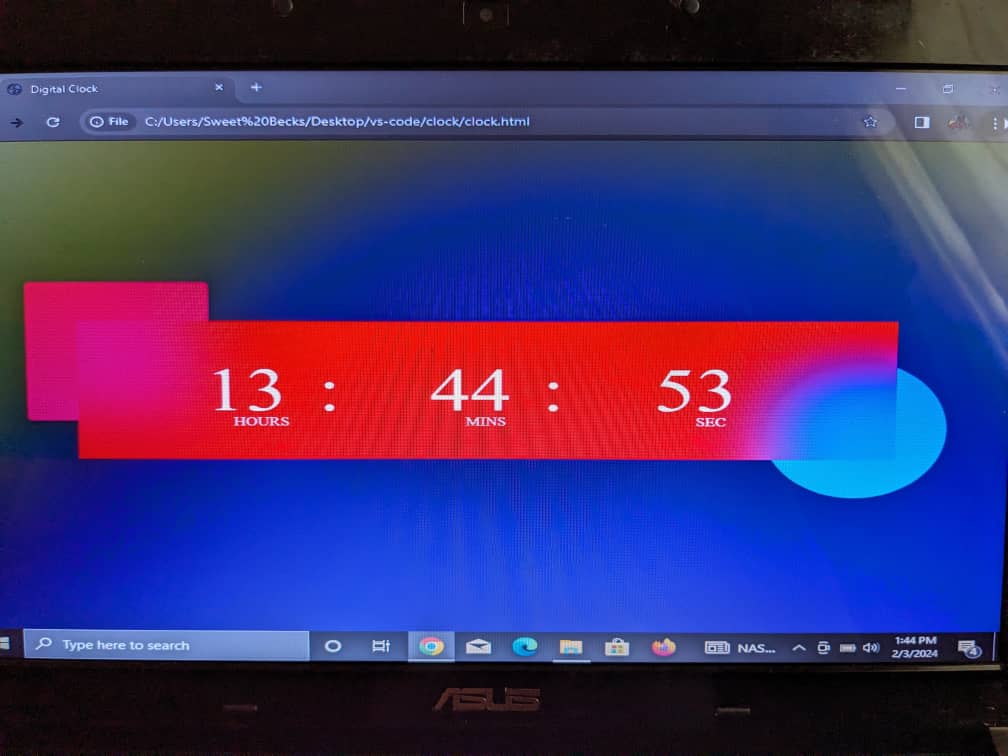 Digital Clock
File C:/Users/Sweet%20Becks/Desktop/vs-code/clock/clock.html
13 : 44 : 53
HOURS MINS SEC
Type here to search
NAS...
1:44 PM
2/3/2024
4
ASUS